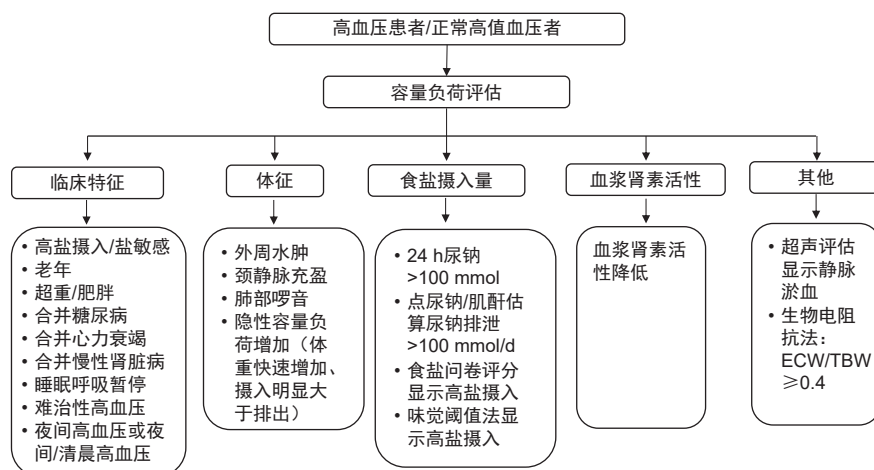 高血压患者/正常高值血压者
容量负荷评估
临床特征
体征
食盐摄入量
血浆肾素活性
其他
高盐摄入/盐敏感
老年
超重/肥胖
合并糖尿病
合并心力衰竭
合并慢性肾脏病
睡眠呼吸暂停
难治性高血压
夜间高血压或夜
间/清晨高血压
外周水肿
颈静脉充盈
肺部啰音
隐性容量负
荷增加（体
重快速增加、
摄入明显大
于排出）
24 h尿钠
>100 mmol
点尿钠/肌酐估
算尿钠排泄
>100 mmol/d
食盐问卷评分
显示高盐摄入
味觉阈值法显
示高盐摄入
血浆肾素活
性降低
超声评估
显示静脉
淤血
生物电阻
抗法：
ECW/TBW
≥0.4